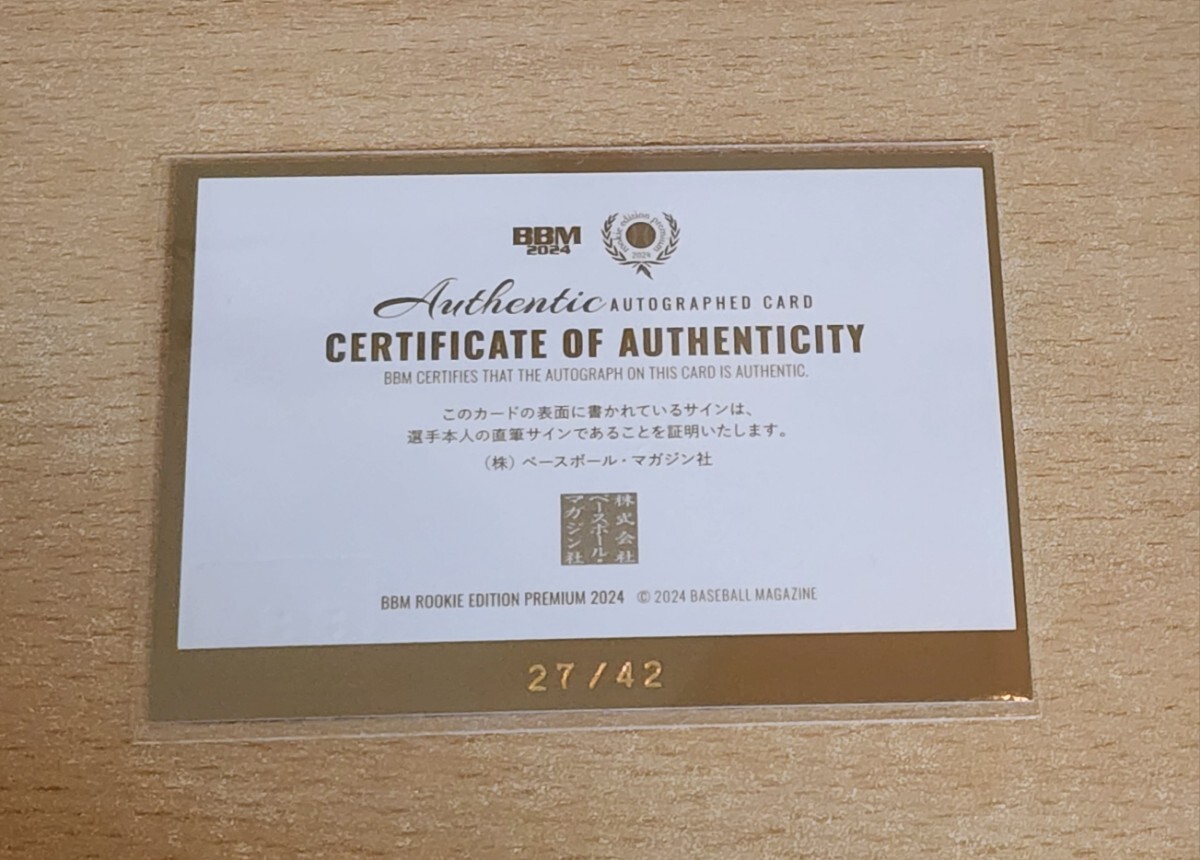 BBM
2024
rookie edition premium
2024
Authentic AUTOGRAPHED CARD
CERTIFICATE OF AUTHENTICITY
BBM CERTIFIES THAT THE AUTOGRAPH ON THIS CARD IS AUTHENTIC.
このカードの表面に書かれているサインは、
選手本人の直筆サインであることを証明いたします。
（株）ベースボール・マガジン社
株式会社
ベースボール・
マガジン社
BBM ROOKIE EDITION PREMIUM 2024 © 2024 BASEBALL MAGAZINE
27/42